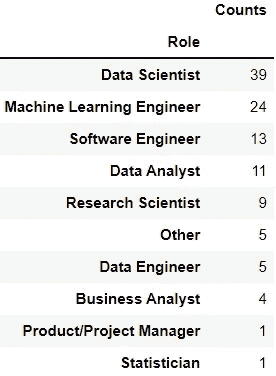 Counts
Role
Data Scientist 39
Machine Learning Engineer 24
Software Engineer 13
Data Analyst 11
Research Scientist 9
Other 5
Data Engineer 5
Business Analyst 4
Product/Project Manager 1
Statistician 1